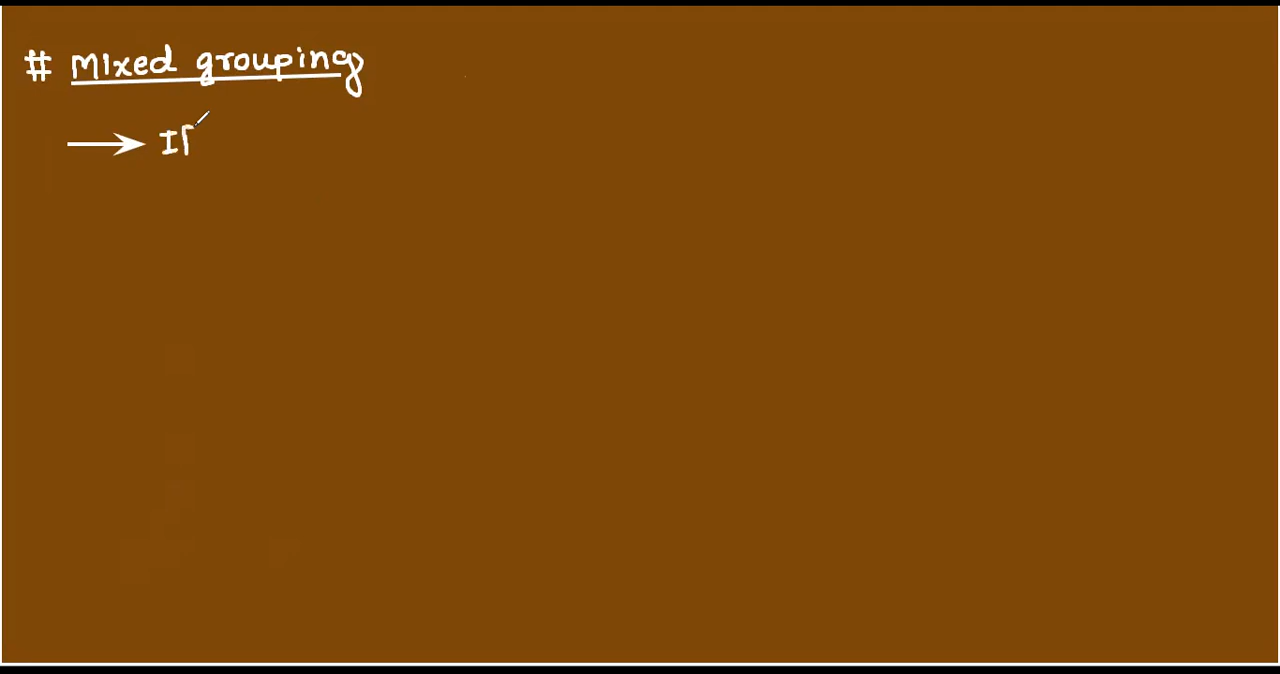 # Mixed grouping
→ I